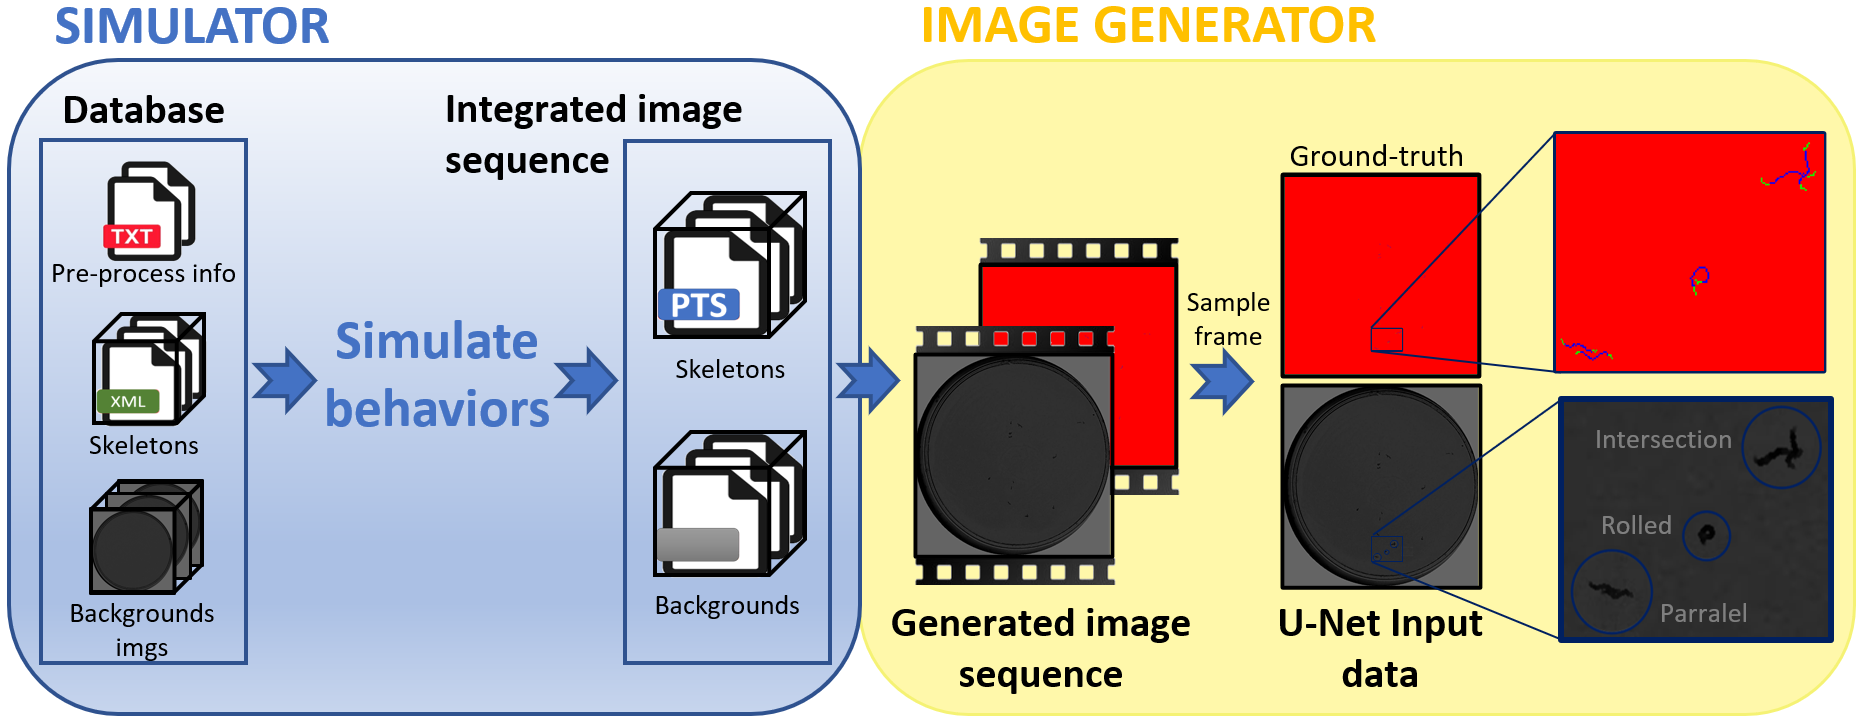 SIMULATOR
IMAGE GENERATOR
Database
TXT
Pre-process info
XML
Skeletons
Backgrounds
imgs
Simulate
behaviors
Integrated image
sequence
PTS
Skeletons
Backgrounds
Generated image
sequence
Sample
frame
Ground-truth
U-Net Input
data
Intersection
Rolled
Parralel